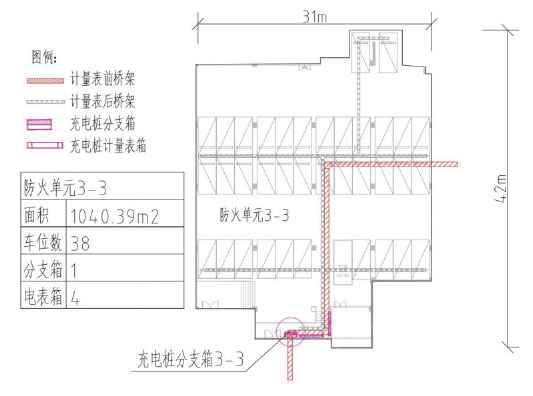 31m
图例:
计量表前桥架
计量表后桥架
充电桩分支箱
充电桩计量表箱
42m
防火单元3-3
面积 1040.39m2
车位数 38
分支箱 1
电表箱 4
防火单元3-3
充电桩分支箱3-3